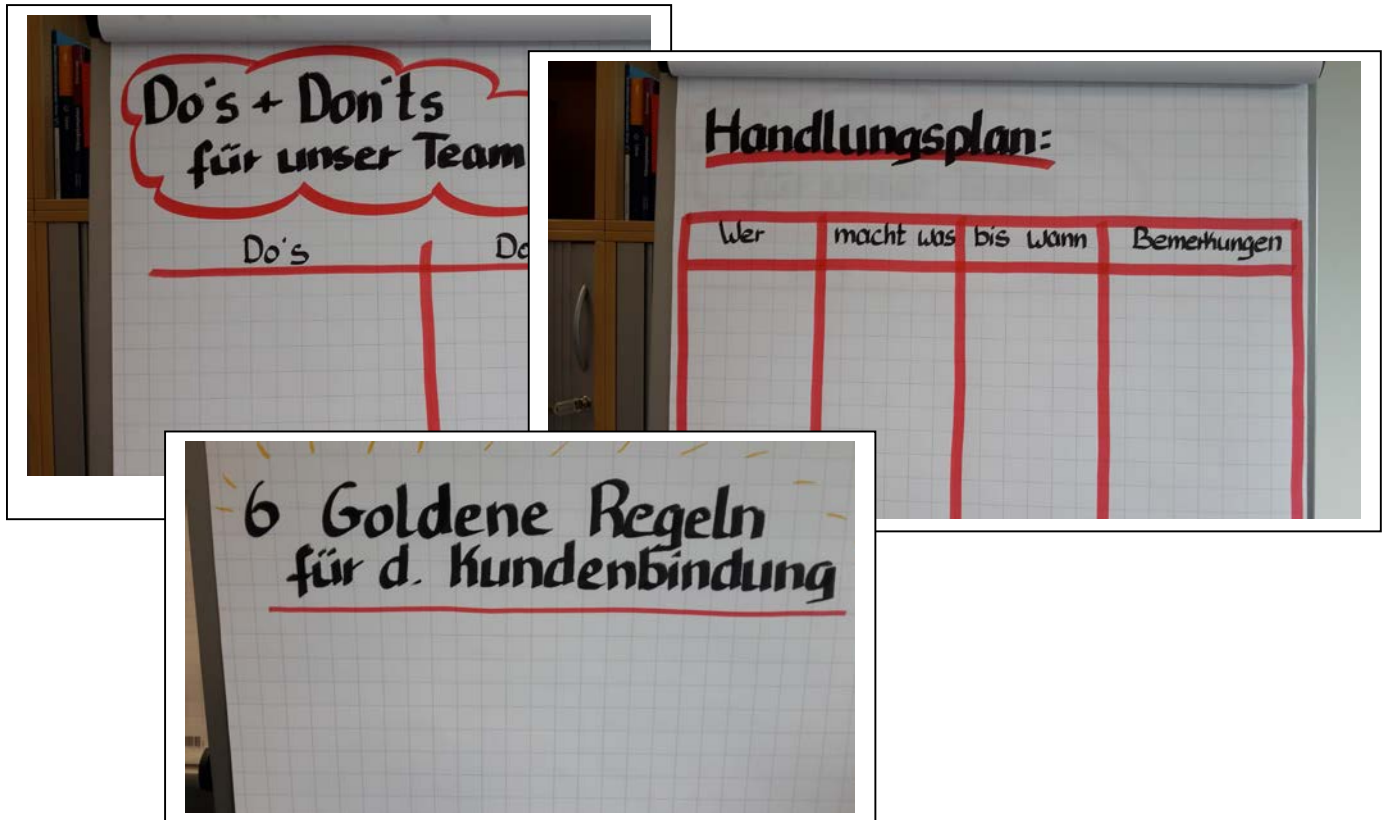 Do's + Don'ts
für unser Team
Do's
Handlungsplan:
Wer macht was bis wann Bemerkungen
6 Goldene Regeln
für d. Kundenbindung